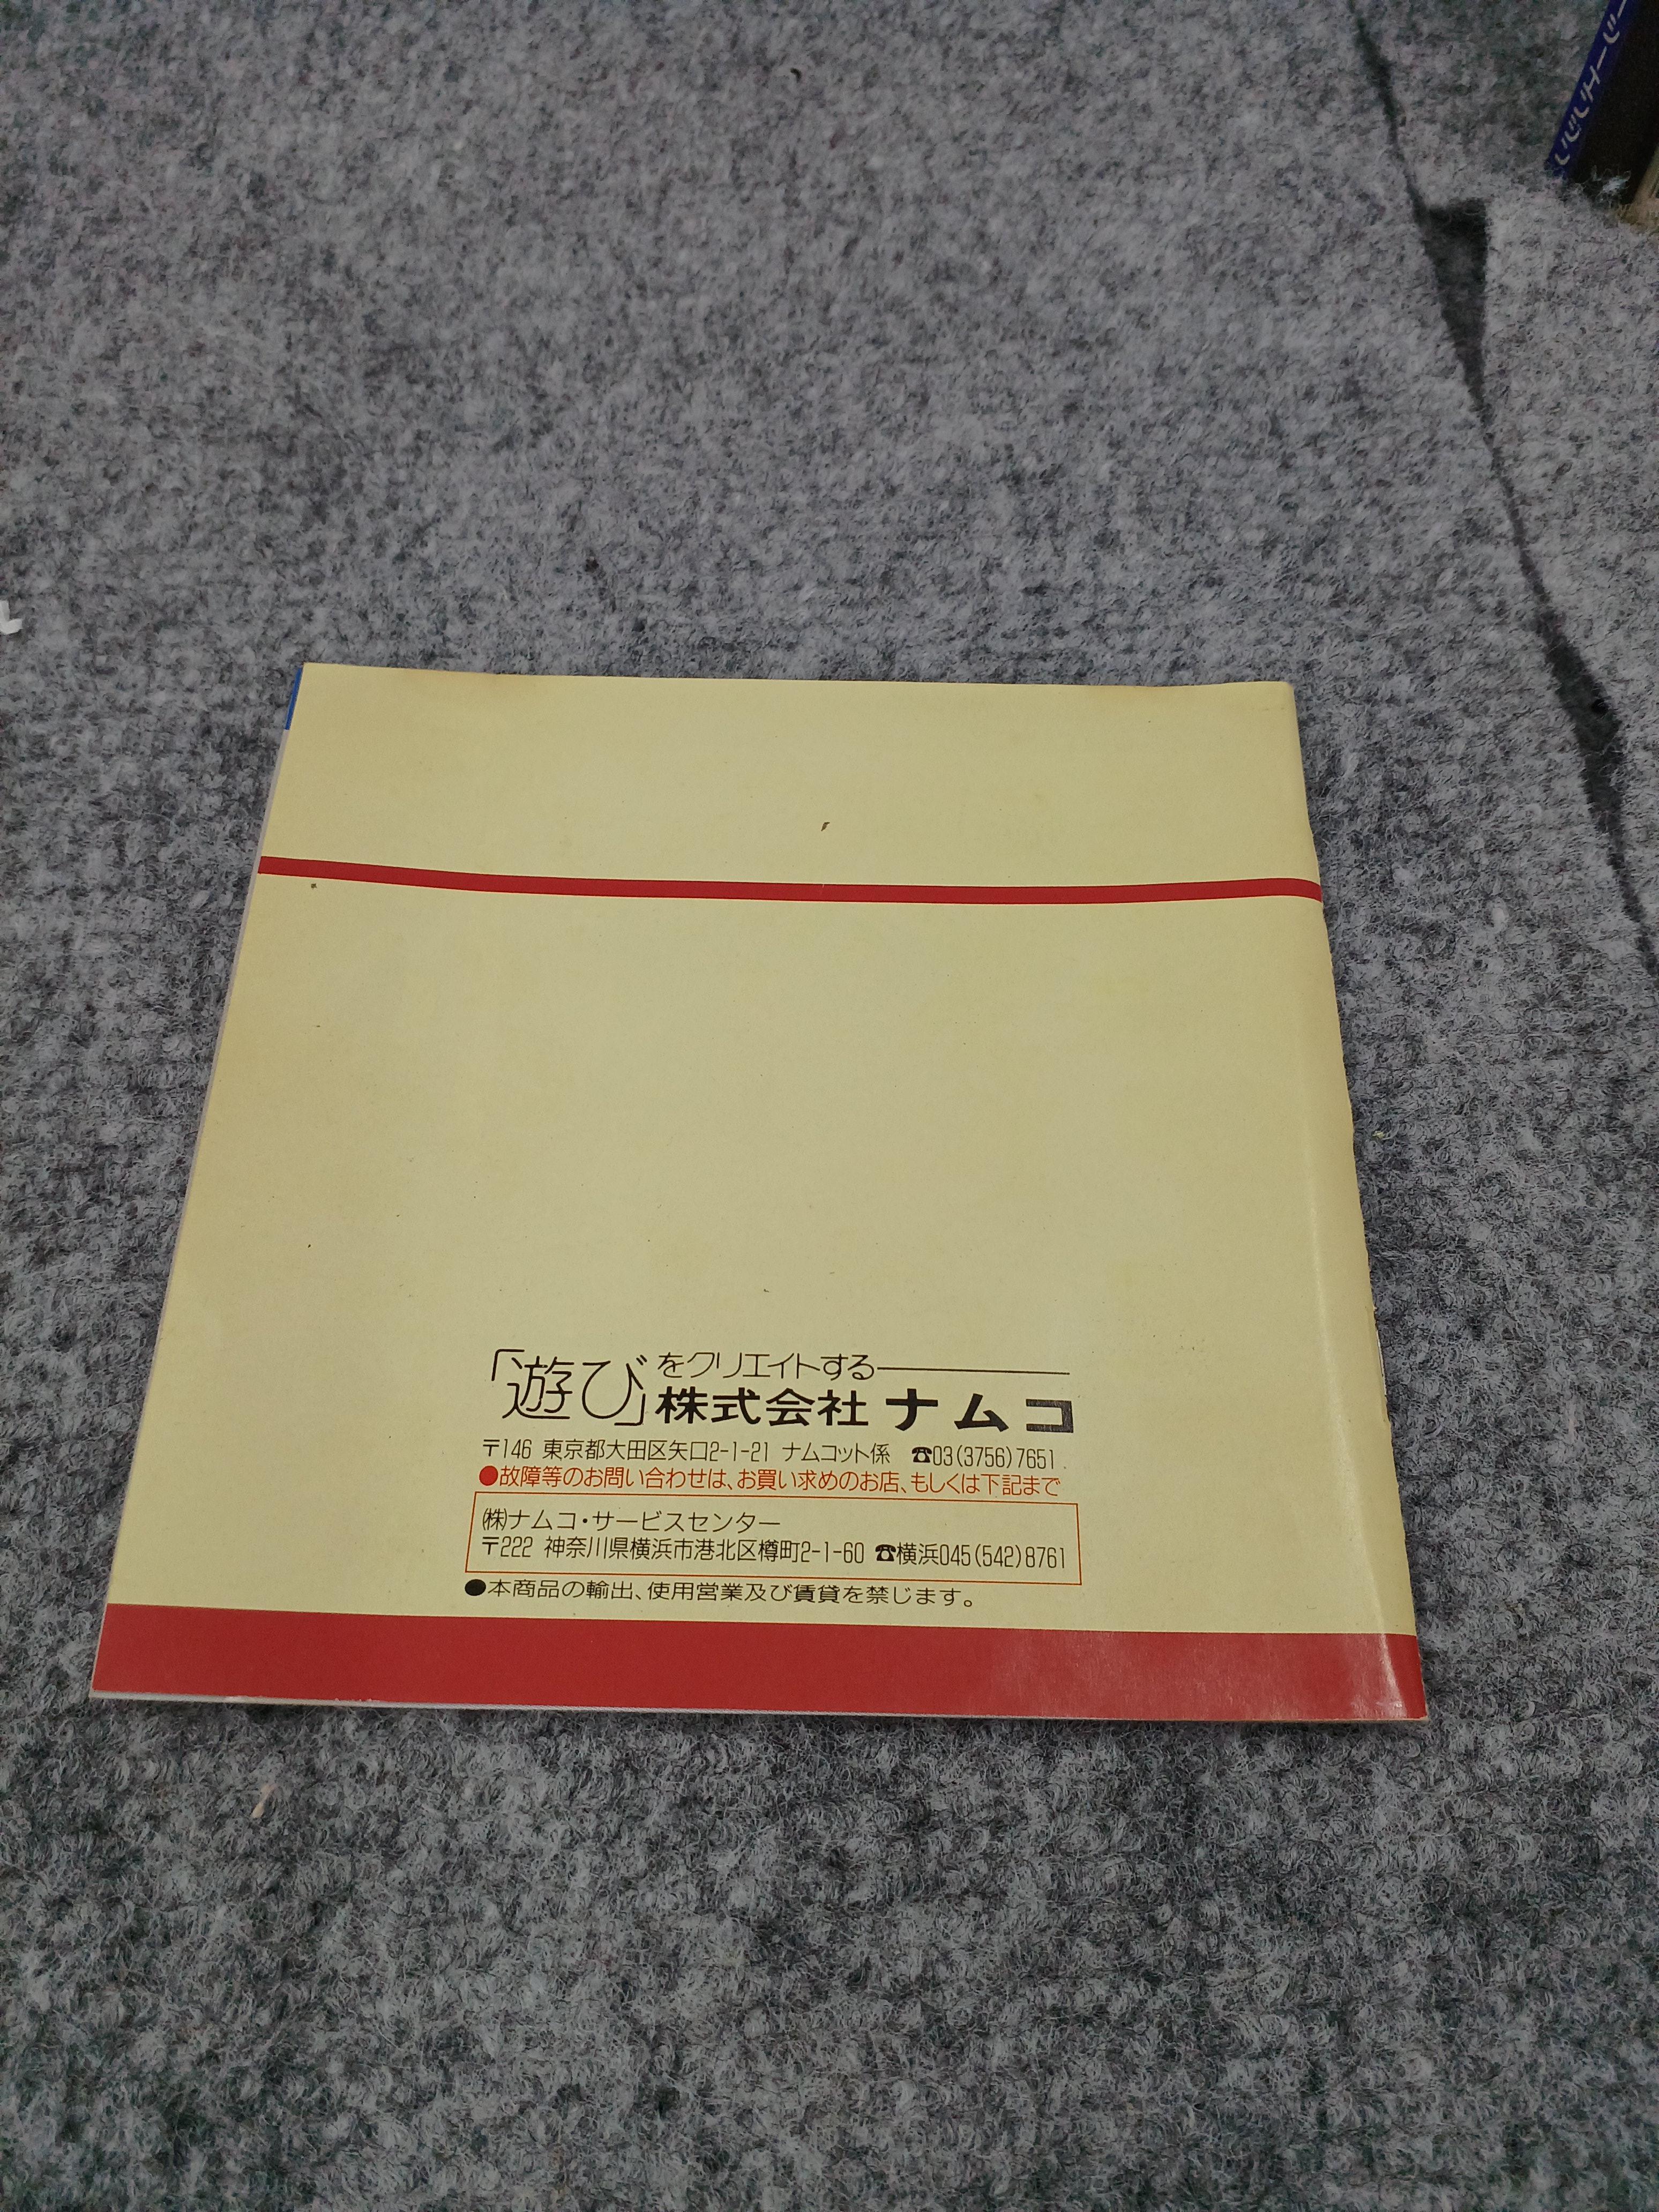 「遊び」をクリエイトする
株式会社ナムコ
〒146 東京都大田区矢口2-1-21 ナムコット係 ☎03(3756)7651
●故障等のお問い合わせは、お買い求めのお店、もしくは下記まで
㈱ナムコ・サービスセンター
〒222 神奈川県横浜市港北区樽町2-1-60 ☎横浜045(542)8761
●本商品の輸出、使用営業及び賃貸を禁じます。